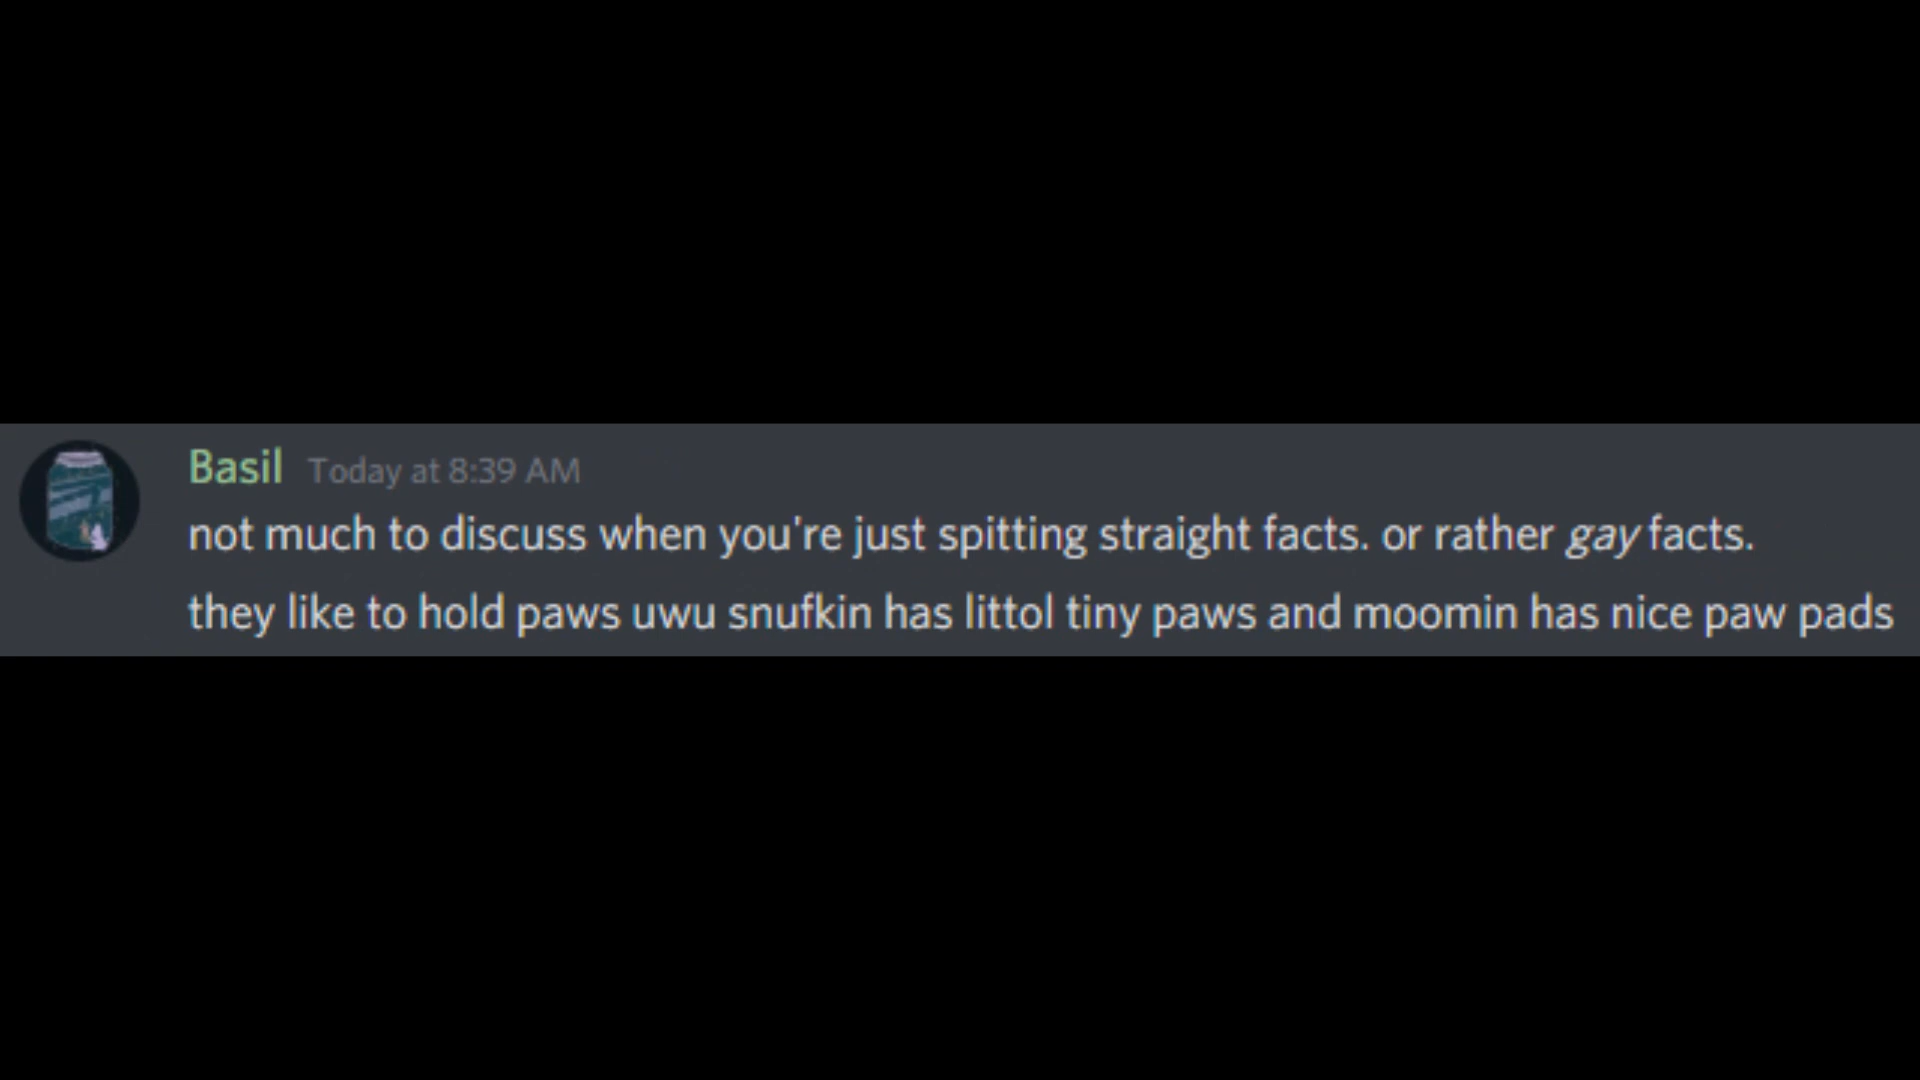 Basil Today at 8:39 AM
not much to discuss when you're just spitting straight facts. or rather gay facts.
they like to hold paws uwu snufkin has littol tiny paws and moomin has nice paw pads